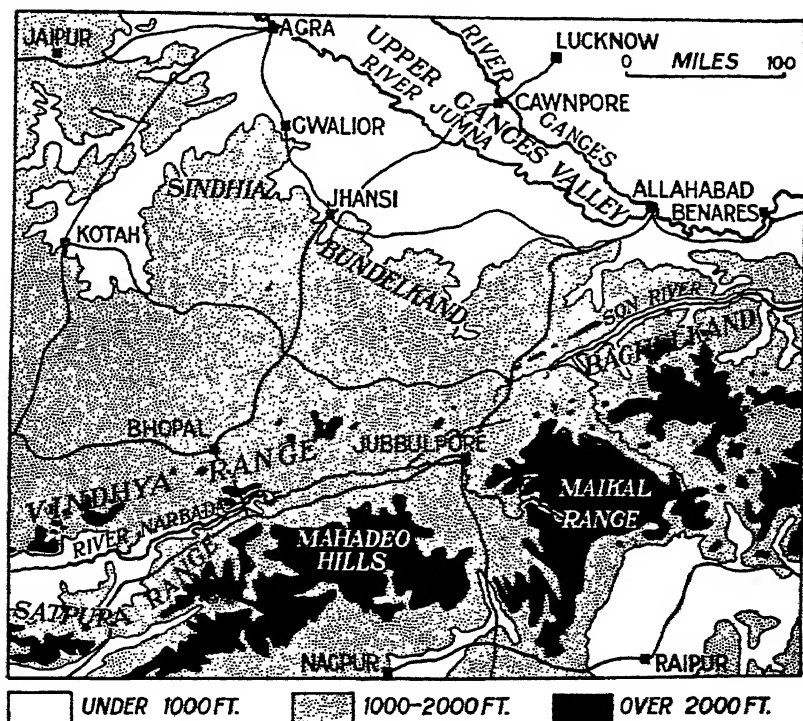 JAIPUR
AGRA
LUCKNOW
0 MILES 100
UPPER GANGES VALLEY
RIVER JUMNA
RIVER GANGES
CAWNPORE
GWALIOR
SINDHIA
JHANSI
ALLAHABAD
BENARES
KOTAH
BUNDELKAND
SON RIVER
BAGHELKAND
BHOPAL
JUBBULPORE
VINDHYA RANGE
MAIKAL
RANGE
RIVER NARBADA
MAHADEO
HILLS
SATPURA RANGE
NAGPUR
RAIPUR
UNDER 1000 FT. 1000-2000 FT. OVER 2000 FT.